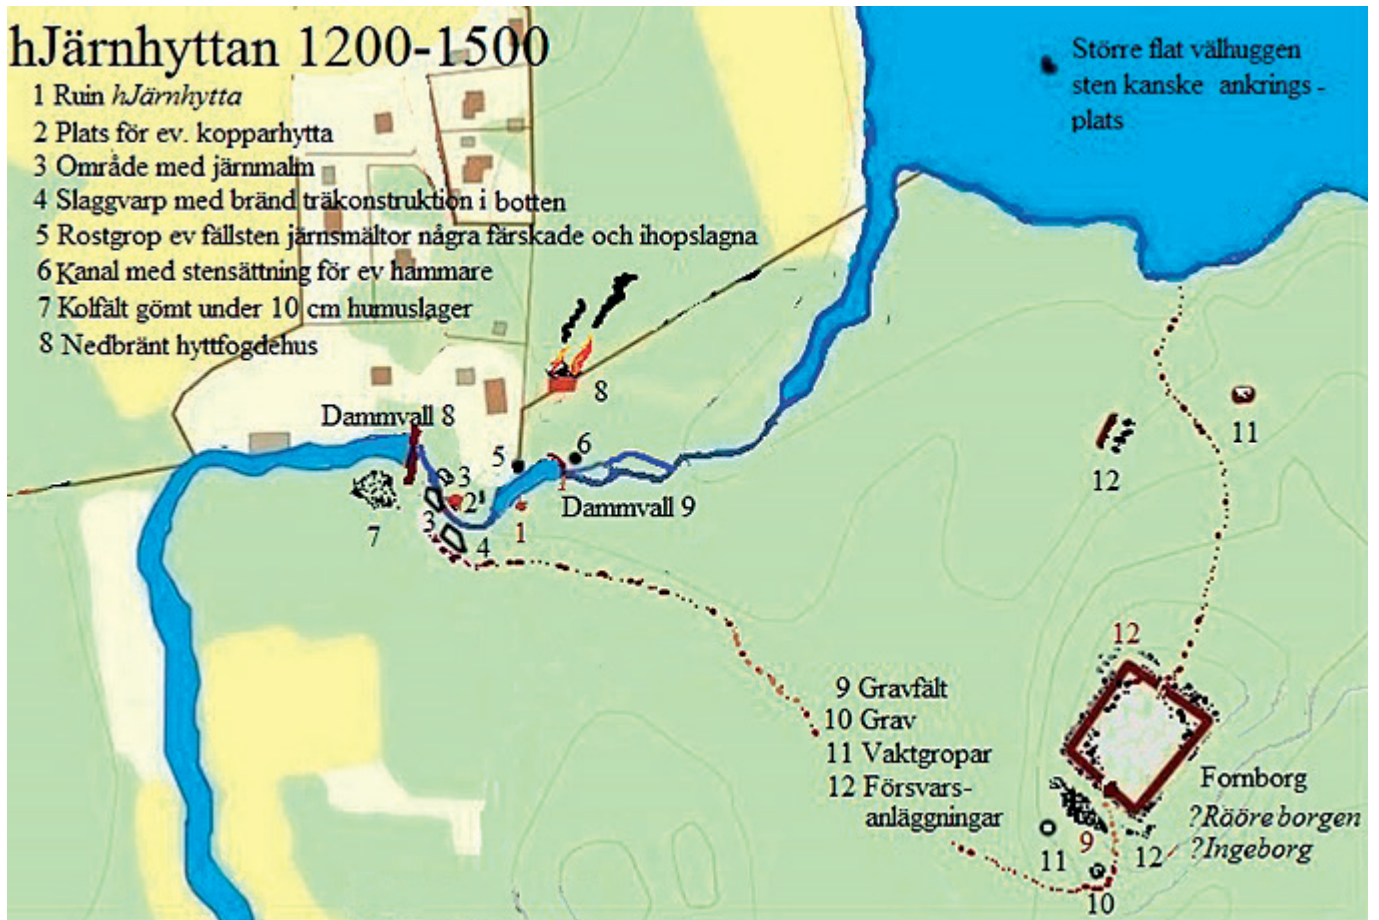 hJärnhyttan 1200-1500
1 Ruin hJärnhytta
2 Plats för ev. kopparhytta
3 Område med järnmalm
4 Slaggvarp med bränd träkonstruktion i botten
5 Rostgrop ev fällsten järnsmältor några färskade och ihopslagna
6 Kanal med stensättning för ev hammare
7 Kolfält gömt under 10 cm humuslager
8 Nedbränt hyttfogdehus
Större flat välhuggen
sten kanske ankrings-
plats
8
Dammvall 8
11
12
5
6
3
2
7
3
4
1
Dammvall 9
12
9 Gravfält
10 Grav
11 Vaktgropar
12 Försvars-
anläggningar
Fornborg
?Rööreborgen
?Ingeborg
11
9
12
10